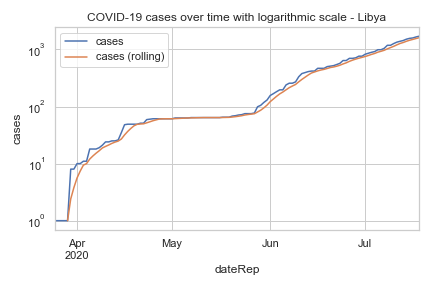 COVID-19 cases over time with logarithmic scale - Libya
cases
cases (rolling)
10³
10²
10¹
10⁰
cases
Apr
2020
May
Jun
Jul
dateRep